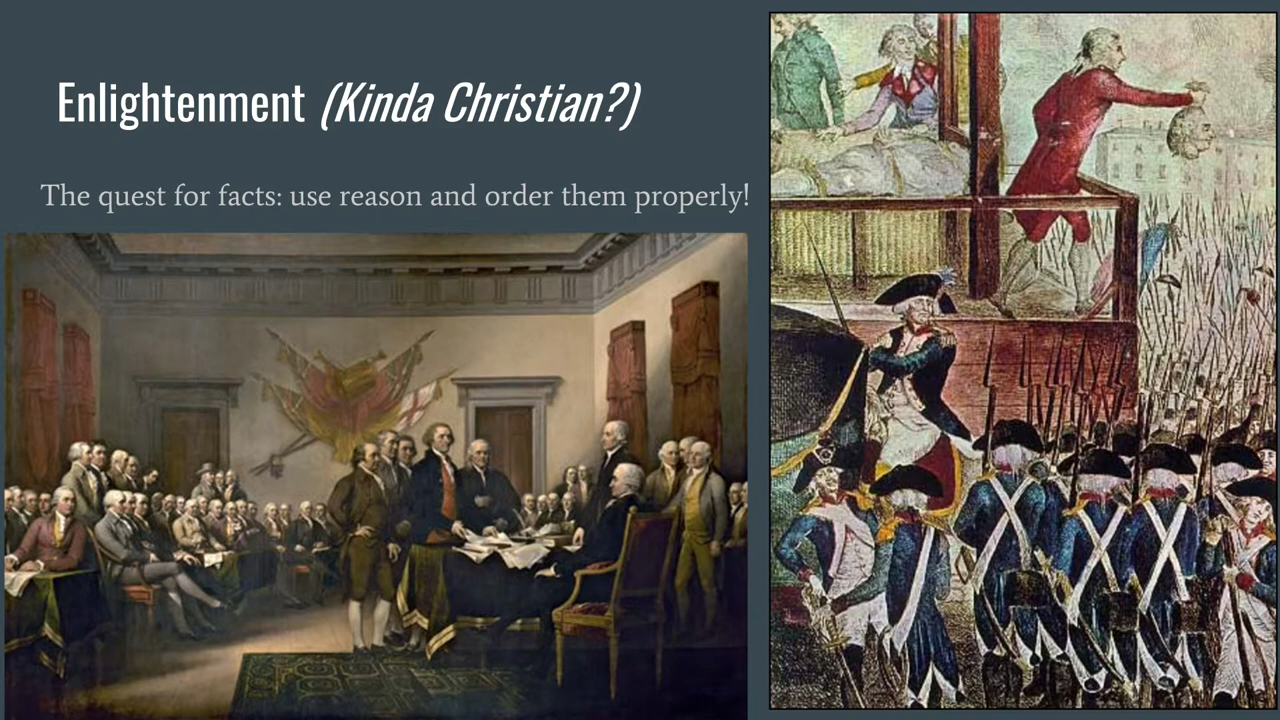 Enlightenment (Kinda Christian?)
The quest for facts: use reason and order them properly!